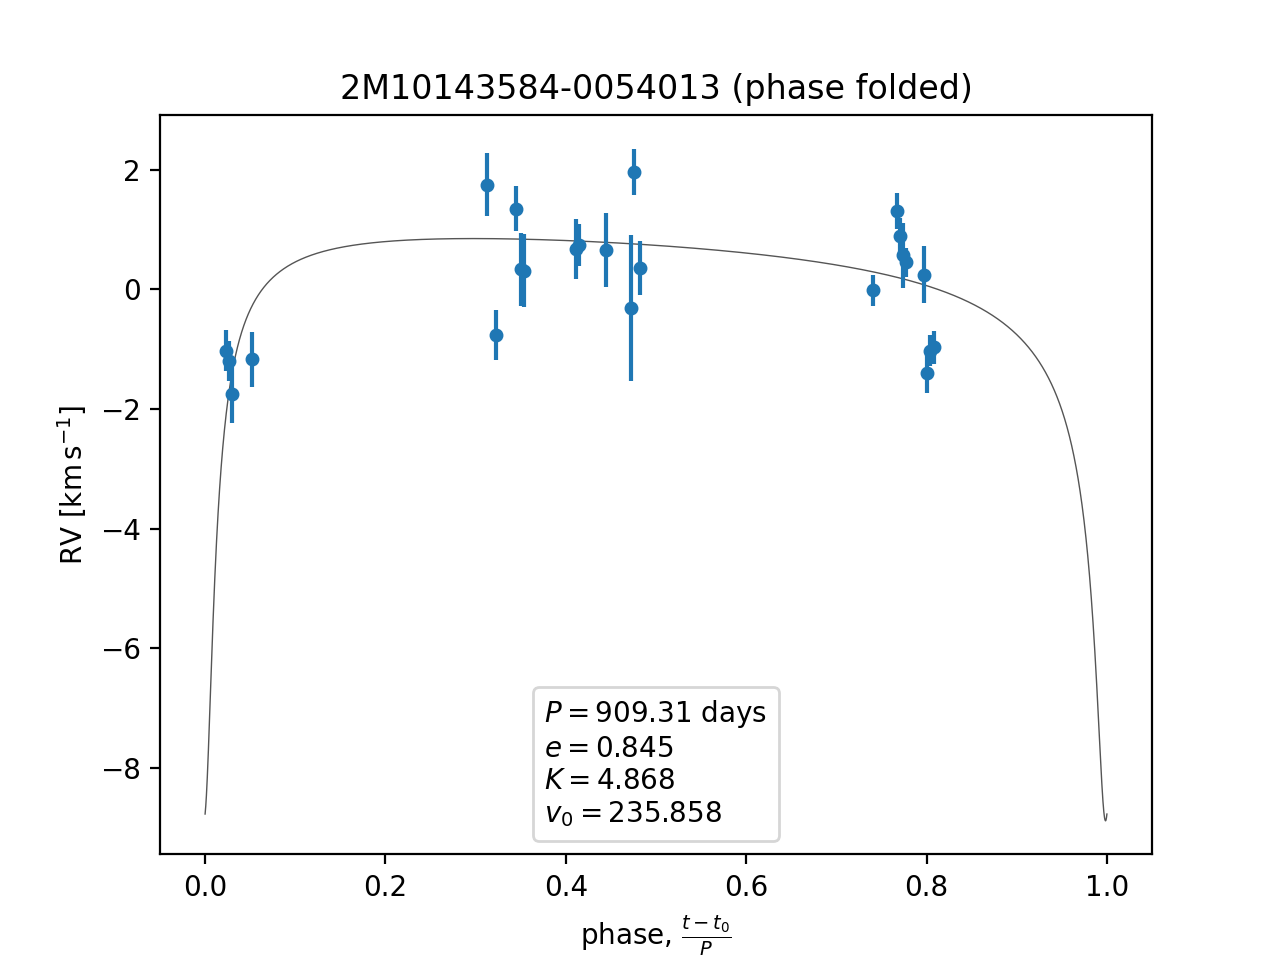 2M10143584-0054013 (phase folded)
RV [km s⁻¹]
2
0
−2
−4
−6
−8
P = 909.31 days
e = 0.845
K = 4.868
v₀ = 235.858
0.0 0.2 0.4 0.6 0.8 1.0
phase, (t − t₀)/P